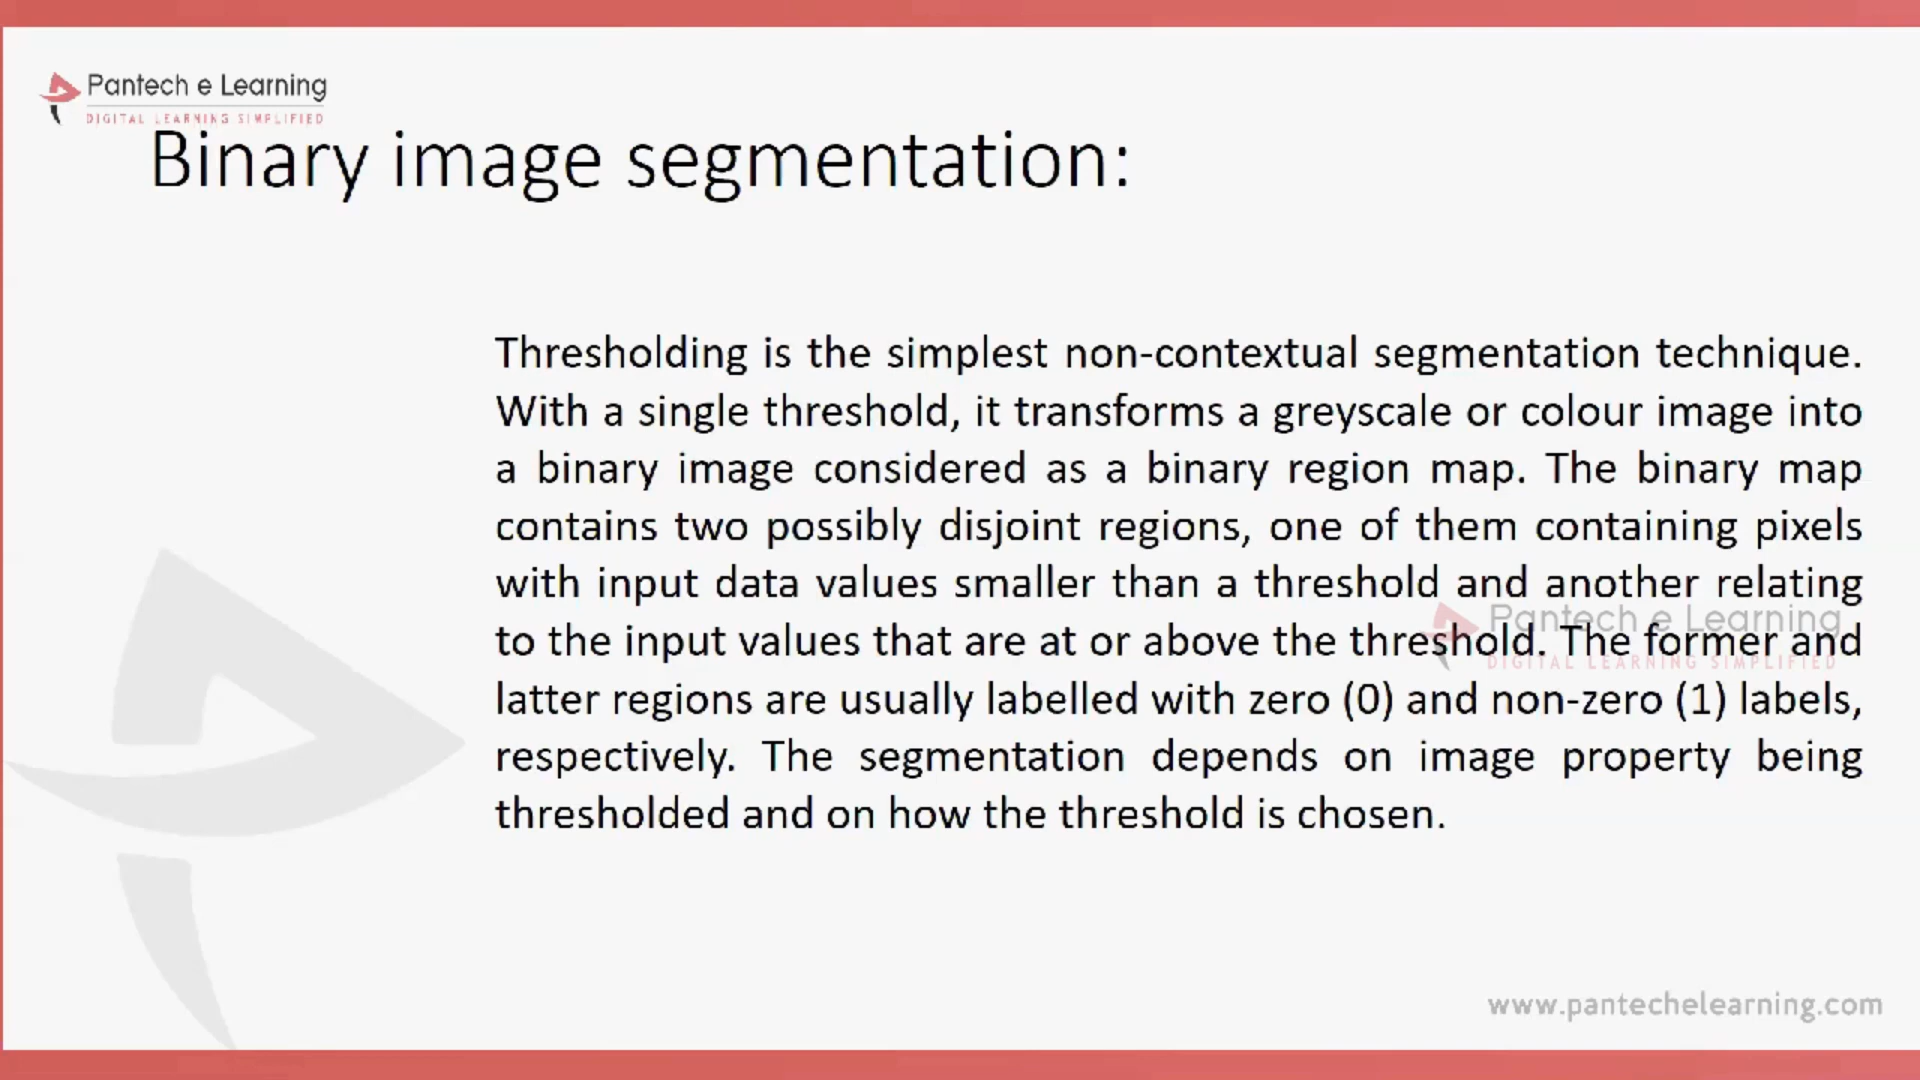 Pantech e Learning
DIGITAL LEARNING SIMPLIFIED
Binary image segmentation:
Thresholding is the simplest non-contextual segmentation technique.
With a single threshold, it transforms a greyscale or colour image into
a binary image considered as a binary region map. The binary map
contains two possibly disjoint regions, one of them containing pixels
with input data values smaller than a threshold and another relating
to the input values that are at or above the threshold. The former and
latter regions are usually labelled with zero (0) and non-zero (1) labels,
respectively. The segmentation depends on image property being
thresholded and on how the threshold is chosen.
Pantech e Learning
DIGITAL LEARNING SIMPLIFIED
www.pantechelearning.com